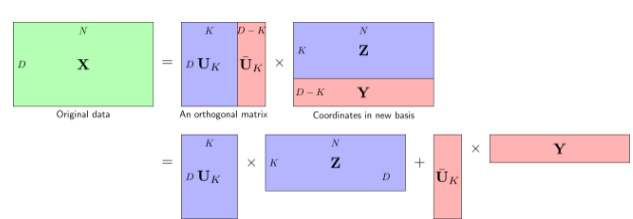 N K D − K N
D X = D U_K Ū_K × K Z
D − K Y
Original data An orthogonal matrix Coordinates in new basis
K N
= D U_K × K Z D + Ū_K × Y